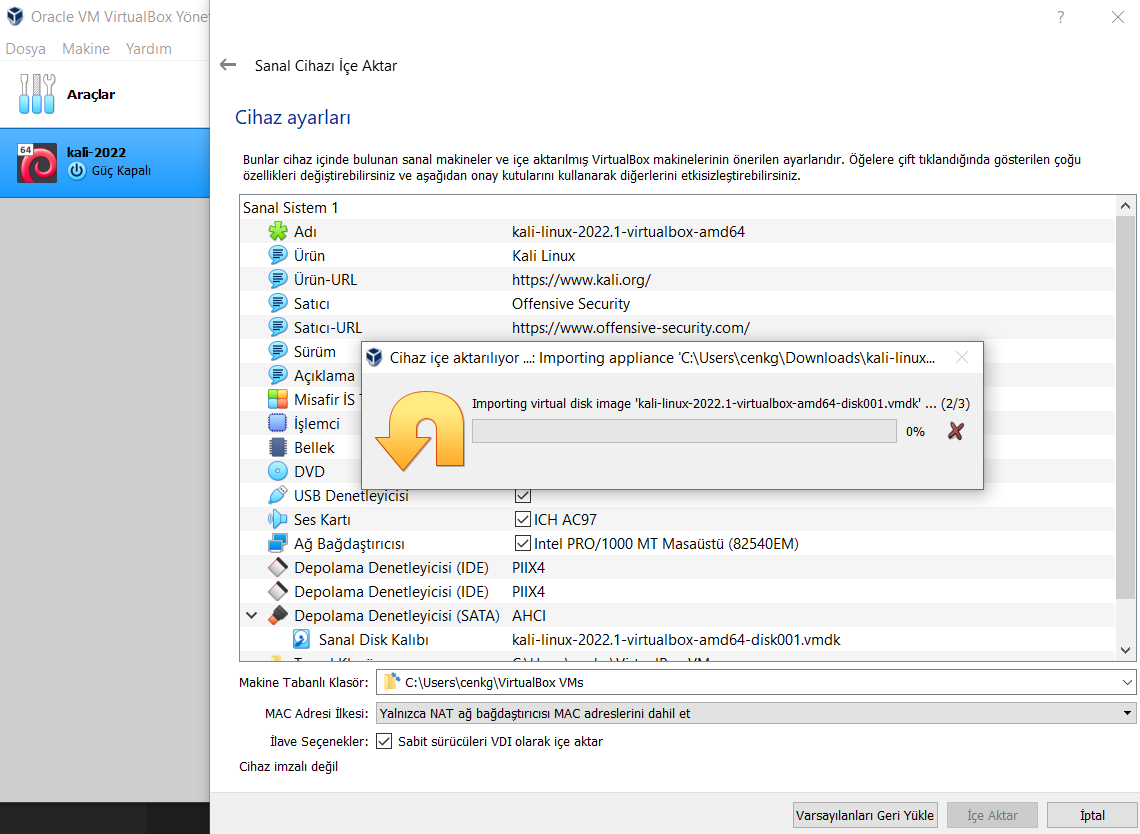 Oracle VM VirtualBox Yönet
Dosya Makine Yardım
Araçlar
64
kali-2022
Güç Kapalı
?
Sanal Cihazı İçe Aktar
Cihaz ayarları
Bunlar cihaz içinde bulunan sanal makineler ve içe aktarılmış VirtualBox makinelerinin önerilen ayarlarıdır. Öğelere çift tıklandığında gösterilen çoğu
özellikleri değiştirebilirsiniz ve aşağıdan onay kutularını kullanarak diğerlerini etkisizleştirebilirsiniz.
Sanal Sistem 1
Adı kali-linux-2022.1-virtualbox-amd64
Ürün Kali Linux
Ürün-URL https://www.kali.org/
Satıcı Offensive Security
Satıcı-URL https://www.offensive-security.com/
Sürüm
Açıklama
Misafir İS
İşlemci
Bellek
DVD
USB Denetleyicisi
Cihaz içe aktarılıyor ...: Importing appliance 'C:\Users\cenkg\Downloads\kali-linux...
Importing virtual disk image 'kali-linux-2022.1-virtualbox-amd64-disk001.vmdk' ... (2/3)
0%
Ses Kartı ICH AC97
Ağ Bağdaştırıcısı Intel PRO/1000 MT Masaüstü (82540EM)
Depolama Denetleyicisi (IDE) PIIX4
Depolama Denetleyicisi (IDE) PIIX4
Depolama Denetleyicisi (SATA) AHCI
Sanal Disk Kalıbı kali-linux-2022.1-virtualbox-amd64-disk001.vmdk
Makine Tabanlı Klasör: C:\Users\cenkg\VirtualBox VMs
MAC Adresi İlkesi: Yalnızca NAT ağ bağdaştırıcısı MAC adreslerini dahil et
İlave Seçenekler: Sabit sürücüleri VDI olarak içe aktar
Cihaz imzalı değil
Varsayılanları Geri Yükle İçe Aktar İptal